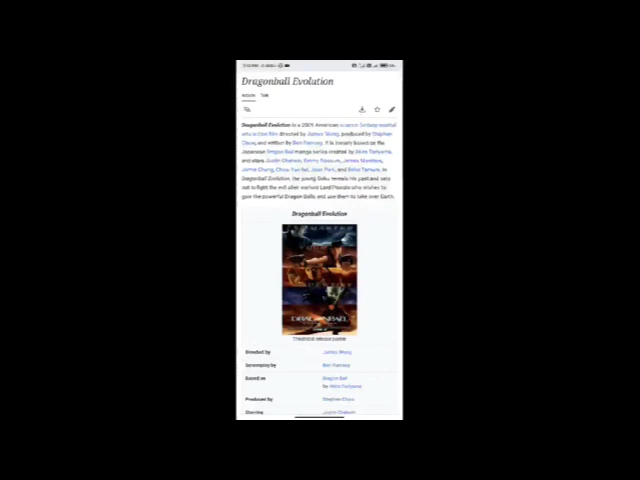 Dragonball Evolution
Article Talk
Dragonball Evolution is a 2009 American science fantasy martial
arts action film directed by James Wong, produced by Stephen
Chow, and written by Ben Ramsey. It is loosely based on the
Japanese Dragon Ball manga series created by Akira Toriyama,
and stars Justin Chatwin, Emmy Rossum, James Marsters,
Jamie Chung, Chow Yun-fat, Joon Park, and Eriko Tamura. In
Dragonball Evolution, the young Goku reveals his past and sets
out to fight the evil alien warlord Lord Piccolo who wishes to
gain the powerful Dragon Balls and use them to take over Earth.
Dragonball Evolution
DRAGONBALL
Theatrical release poster
Directed by James Wong
Screenplay by Ben Ramsey
Based on Dragon Ball
by Akira Toriyama
Produced by Stephen Chow
Starring Justin Chatwin